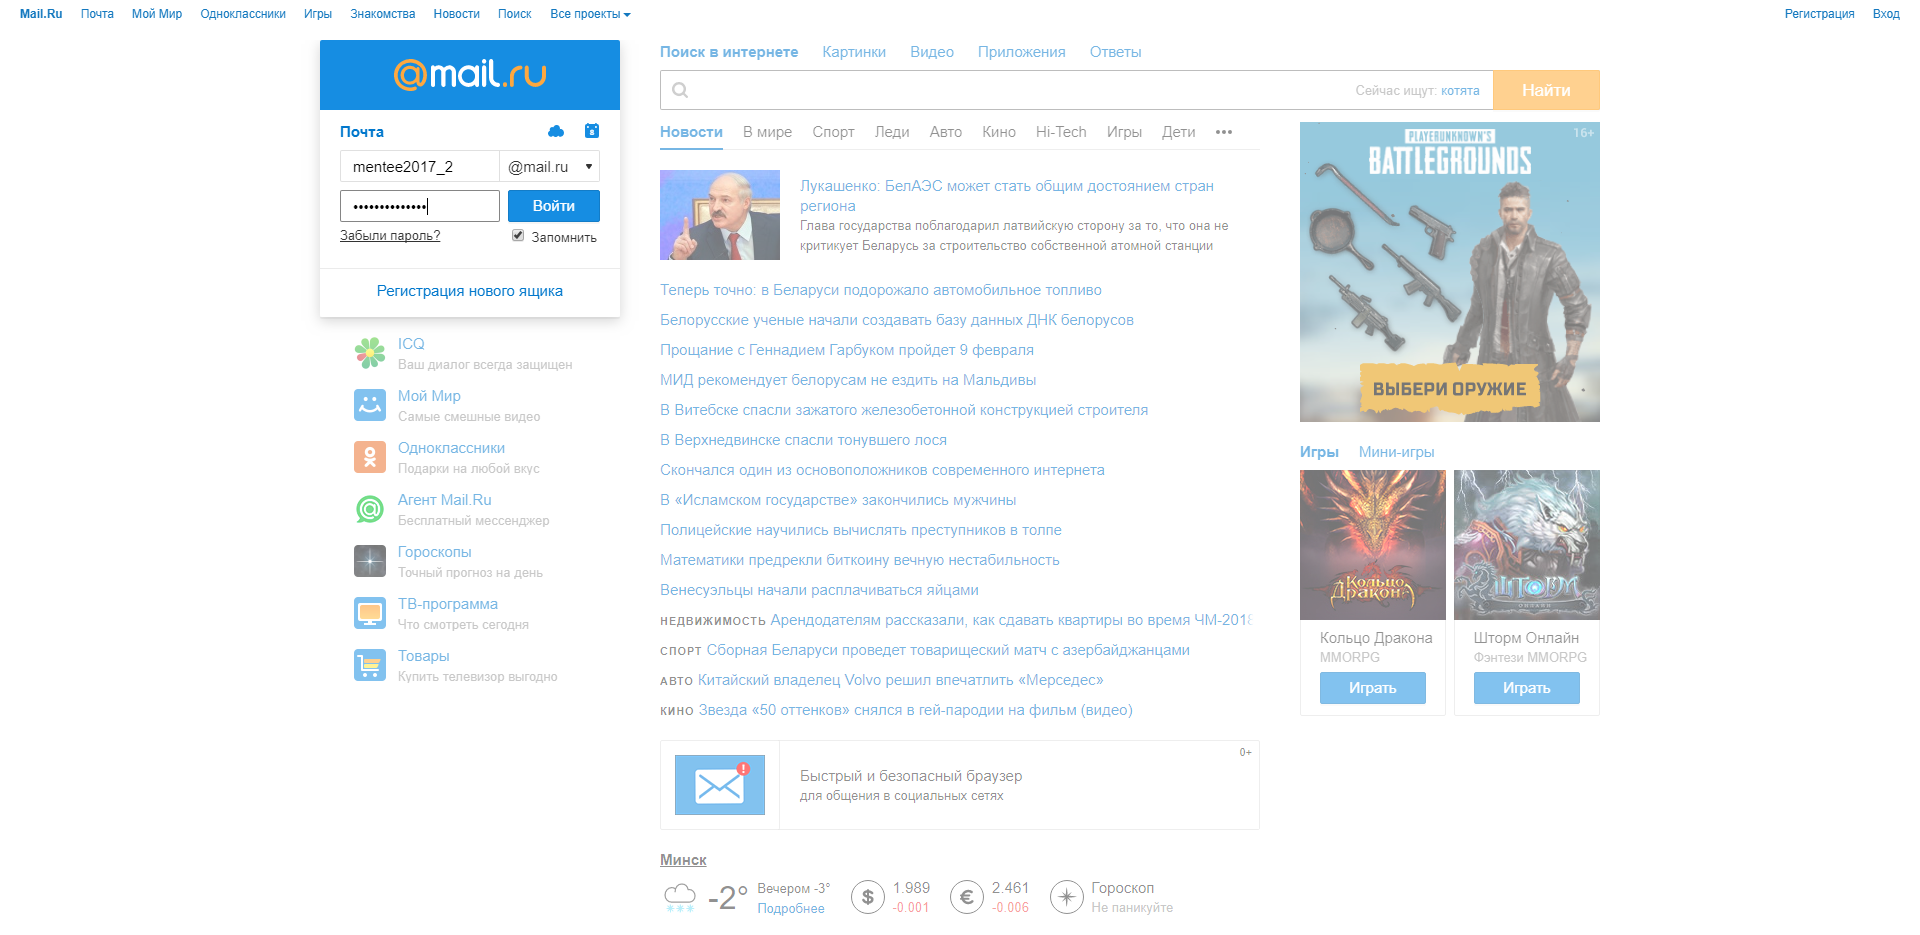 Mail.Ru Почта Мой Мир Одноклассники Игры Знакомства Новости Поиск Все проекты Регистрация Вход
@mail.ru
Почта
mentee2017_2 @mail.ru
•••••••••••••• Войти
Забыли пароль? Запомнить
Регистрация нового ящика
ICQ
Ваш диалог всегда защищен
Мой Мир
Самые смешные видео
Одноклассники
Подарки на любой вкус
Агент Mail.Ru
Бесплатный мессенджер
Гороскопы
Точный прогноз на день
ТВ-программа
Что смотреть сегодня
Товары
Купить телевизор выгодно
Поиск в интернете Картинки Видео Приложения Ответы
Сейчас ищут: котята Найти
Новости В мире Спорт Леди Авто Кино Hi-Tech Игры Дети •••
Лукашенко: БелАЭС может стать общим достоянием стран
региона
Глава государства поблагодарил латвийскую сторону за то, что она не
критикует Беларусь за строительство собственной атомной станции
Теперь точно: в Беларуси подорожало автомобильное топливо
Белорусские ученые начали создавать базу данных ДНК белорусов
Прощание с Геннадием Гарбуком пройдет 9 февраля
МИД рекомендует белорусам не ездить на Мальдивы
В Витебске спасли зажатого железобетонной конструкцией строителя
В Верхнедвинске спасли тонувшего лося
Скончался один из основоположников современного интернета
В «Исламском государстве» закончились мужчины
Полицейские научились вычислять преступников в толпе
Математики предрекли биткоину вечную нестабильность
Венесуэльцы начали расплачиваться яйцами
НЕДВИЖИМОСТЬ Арендодателям рассказали, как сдавать квартиры во время ЧМ-2018
СПОРТ Сборная Беларуси проведет товарищеский матч с азербайджанцами
АВТО Китайский владелец Volvo решил впечатлить «Мерседес»
КИНО Звезда «50 оттенков» снялся в гей-пародии на фильм (видео)
0+
Быстрый и безопасный браузер
для общения в социальных сетях
Минск
-2° Вечером -3°
Подробнее
$ 1.989
-0.001
€ 2.461
-0.006
Гороскоп
Не паникуйте
16+
PLAYERUNKNOWN'S
BATTLEGROUNDS
ВЫБЕРИ ОРУЖИЕ
Игры Мини-игры
Кольцо
Дракона
ШТОРМ
ОНЛАЙН
Кольцо Дракона
MMORPG
Играть
Шторм Онлайн
Фэнтези MMORPG
Играть